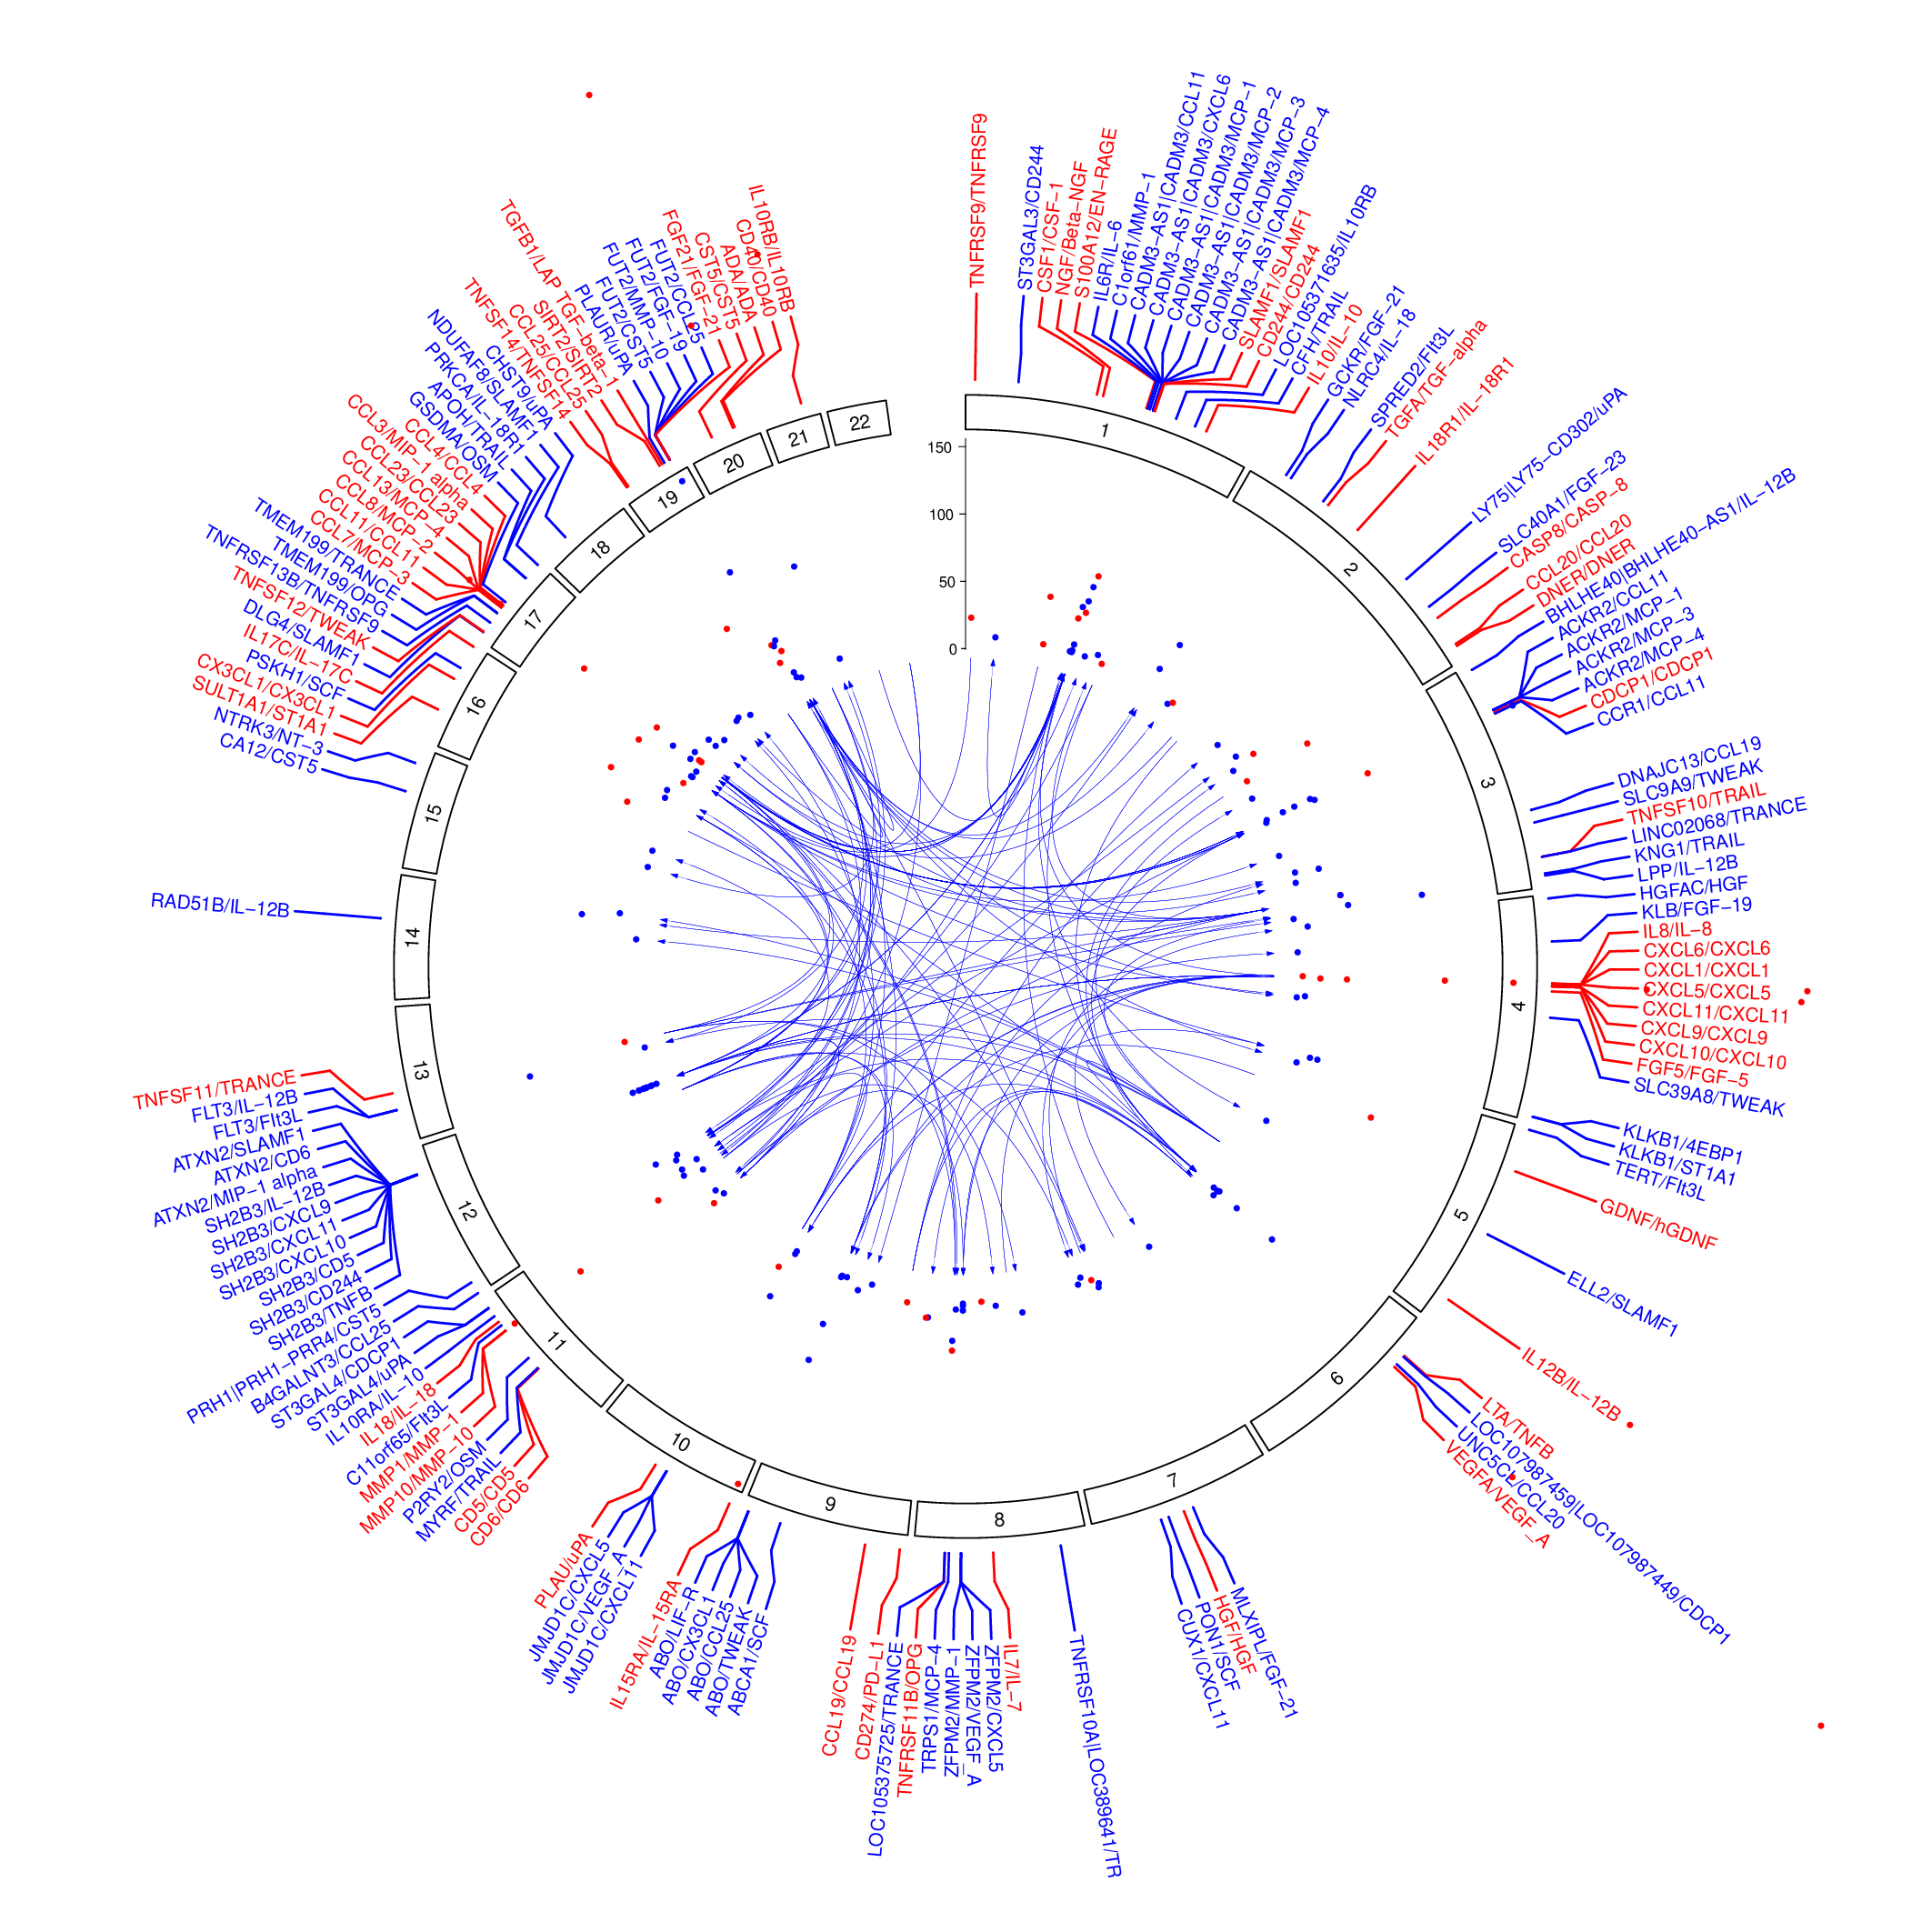 TNFRSF9/TNFRSF9
ST3GAL3/CD244
CSF1/CSF−1
NGF/Beta−NGF
S100A12/EN−RAGE
IL6R/IL−6
C1orf61/MMP−1
CADM3−AS1|CADM3/CCL11
CADM3−AS1|CADM3/CXCL6
CADM3−AS1|CADM3/MCP−1
CADM3−AS1|CADM3/MCP−2
CADM3−AS1|CADM3/MCP−3
CADM3−AS1|CADM3/MCP−4
SLAMF1/SLAMF1
CD244/CD244
LOC105371635/IL10RB
CFH/TRAIL
IL10/IL−10
GCKR/FGF−21
NLRC4/IL−18
SPRED2/Flt3L
TGFA/TGF−alpha
IL18R1/IL−18R1
LY75|LY75−CD302/uPA
SLC40A1/FGF−23
CASP8/CASP−8
CCL20/CCL20
DNER/DNER
BHLHE40|BHLHE40−AS1/IL−12B
ACKR2/CCL11
ACKR2/MCP−1
ACKR2/MCP−3
ACKR2/MCP−4
CDCP1/CDCP1
CCR1/CCL11
DNAJC13/CCL19
SLC9A9/TWEAK
TNFSF10/TRAIL
LINC02068/TRANCE
KNG1/TRAIL
LPP/IL−12B
HGFAC/HGF
KLB/FGF−19
IL8/IL−8
CXCL6/CXCL6
CXCL1/CXCL1
CXCL5/CXCL5
CXCL11/CXCL11
CXCL9/CXCL9
CXCL10/CXCL10
FGF5/FGF−5
SLC39A8/TWEAK
KLKB1/4EBP1
KLKB1/ST1A1
TERT/Flt3L
GDNF/hGDNF
ELL2/SLAMF1
IL12B/IL−12B
LTA/TNFB
LOC107987459|LOC107987449/CDCP1
UNC5CL/CCL20
VEGFA/VEGF_A
MLXIPL/FGF−21
HGF/HGF
PON1/SCF
CUX1/CXCL11
TNFRSF10A|LOC389641/TR
IL7/IL−7
ZFPM2/CXCL5
ZFPM2/VEGF_A
ZFPM2/MMP−1
TRPS1/MCP−4
TNFRSF11B/OPG
LOC105375725/TRANCE
CD274/PD−L1
CCL19/CCL19
ABCA1/SCF
ABO/TWEAK
ABO/CCL25
ABO/CX3CL1
ABO/LIF−R
IL15RA/IL−15RA
JMJD1C/CXCL11
JMJD1C/VEGF_A
JMJD1C/CXCL5
PLAU/uPA
CD6/CD6
CD5/CD5
MYRF/TRAIL
P2RY2/OSM
MMP10/MMP−10
MMP1/MMP−1
C11orf65/Flt3L
IL18/IL−18
IL10RA/IL−10
ST3GAL4/uPA
ST3GAL4/CDCP1
B4GALNT3/CCL25
PRH1|PRH1−PRR4/CST5
SH2B3/TNFB
SH2B3/CD244
SH2B3/CD5
SH2B3/CXCL10
SH2B3/CXCL11
SH2B3/CXCL9
SH2B3/IL−12B
ATXN2/MIP−1 alpha
ATXN2/CD6
ATXN2/SLAMF1
FLT3/Flt3L
FLT3/IL−12B
TNFSF11/TRANCE
RAD51B/IL−12B
CA12/CST5
NTRK3/NT−3
SULT1A1/ST1A1
CX3CL1/CX3CL1
PSKH1/SCF
IL17C/IL−17C
DLG4/SLAMF1
TNFSF12/TWEAK
TNFRSF13B/TNFRSF9
TMEM199/OPG
TMEM199/TRANCE
CCL7/MCP−3
CCL11/CCL11
CCL8/MCP−2
CCL13/MCP−4
CCL23/CCL23
CCL3/MIP−1 alpha
CCL4/CCL4
GSDMA/OSM
APOH/TRAIL
PRKCA/IL−18R1
NDUFAF8/SLAMF1
CHST9/uPA
TNFSF14/TNFSF14
CCL25/CCL25
SIRT2/SIRT2
TGFB1/LAP TGF−beta−1
PLAUR/uPA
FUT2/CST5
FUT2/MMP−10
FUT2/FGF−19
FUT2/CCL25
FGF21/FGF−21
CST5/CST5
ADA/ADA
CD40/CD40
IL10RB/IL10RB
1
2
3
4
5
6
7
8
9
10
11
12
13
14
15
16
17
18
19
20
21
22
150
100
50
0